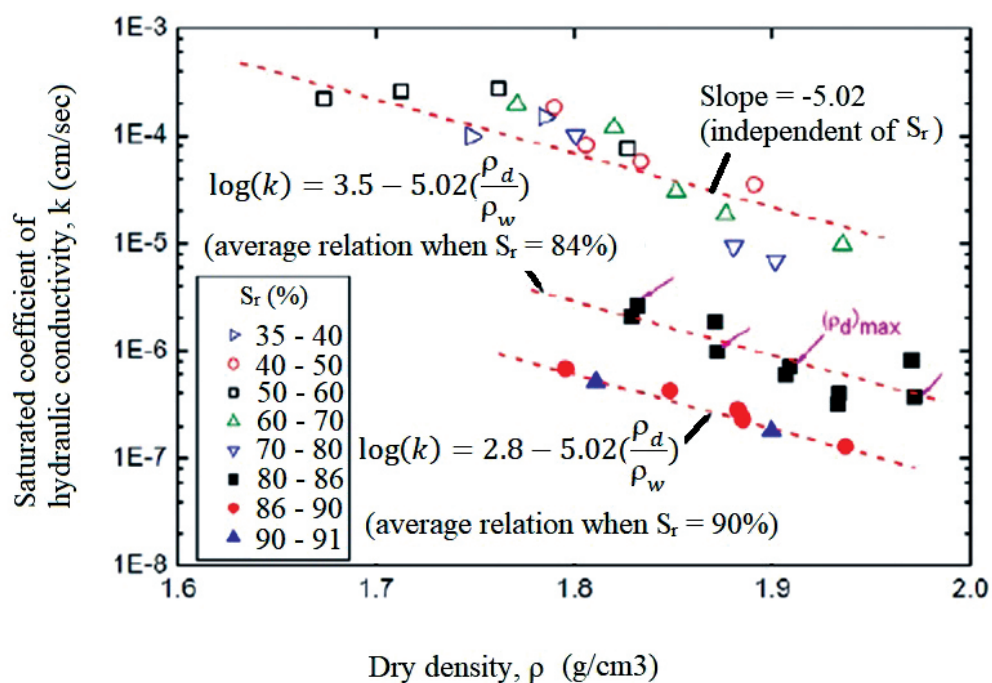 Saturated coefficient of
hydraulic conductivity, k (cm/sec)
1E-3
1E-4
1E-5
1E-6
1E-7
1E-8
Slope = -5.02
(independent of Sᵣ)
log(k) = 3.5 − 5.02(ρ_d/ρ_w)
(average relation when Sᵣ = 84%)
(ρd)max
Sᵣ (%)
35 - 40
40 - 50
50 - 60
60 - 70
70 - 80
80 - 86
86 - 90
90 - 91
log(k) = 2.8 − 5.02(ρ_d/ρ_w)
(average relation when Sᵣ = 90%)
1.6
1.7
1.8
1.9
2.0
Dry density, ρ (g/cm3)